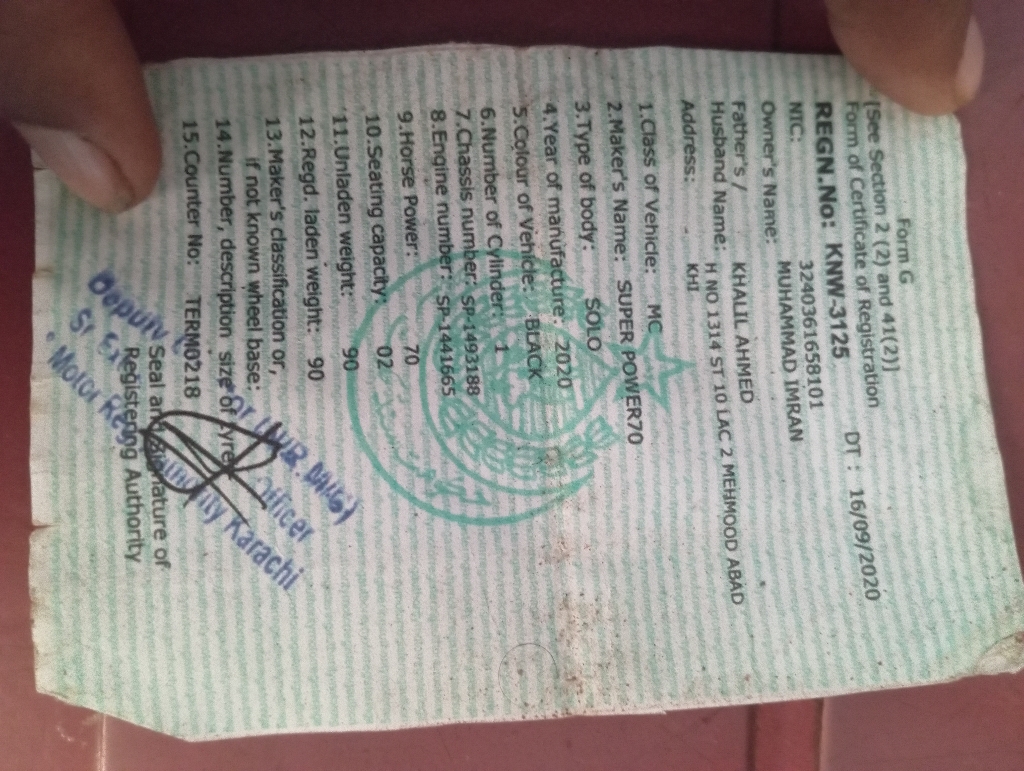 Form G
[See Section 2 (2) and 41(2)]
Form of Certificate of Registration DT : 16/09/2020
REGN.No: KNW-3125
NTC: 3240361658101
Owner's Name: MUHAMMAD IMRAN
Father's /
Husband Name: KHALIL AHMED
Address: H NO 1314 ST 10 LAC 2 MEHMOOD ABAD
KHI
1.Class of Vehicle: MC
2.Maker's Name: SUPER POWER70
3.Type of body: SOLO
4.Year of manufacture: 2020
5.Colour of Vehicle: BLACK
6.Number of Cylinder: 1
7.Chassis number: SP-1493188
8.Engine number: SP-1441665
9.Horse Power: 70
10.Seating capacity: 02
11.Unladen weight: 90
12.Regd. laden weight: 90
13.Maker's classification or,
if not known wheel base:
14.Number, description size of tyre
15.Counter No: TERM0218
Seal and Signature of
Registering Authority
Deputy
Officer
Motor Regg Karachi